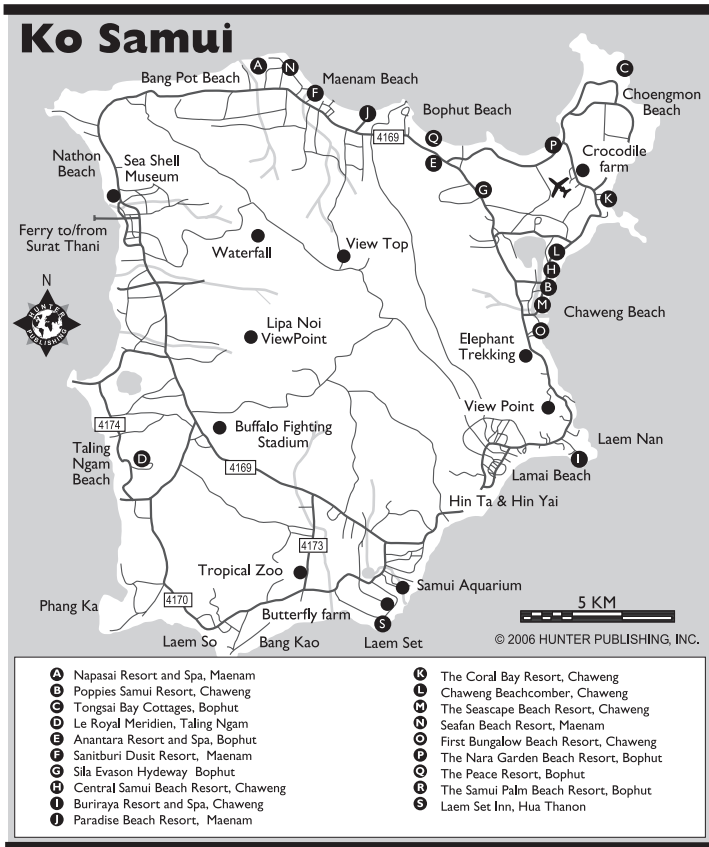 Ko Samui
A
N
Bang Pot Beach
Maenam Beach
F
C
Choengmon
Beach
J
Bophut Beach
4169
Q
P
E
Crocodile
farm
Nathon
Beach
Sea Shell
Museum
G
K
Ferry to/from
Surat Thani
Waterfall
View Top
L
H
B
M
N
HUNTER
PUBLISHING
Chaweng Beach
Lipa Noi
ViewPoint
O
Elephant
Trekking
View Point
4174
Buffalo Fighting
Stadium
Laem Nan
Taling
Ngam
Beach
D
4169
I
Lamai Beach
Hin Ta & Hin Yai
4173
Tropical Zoo
Samui Aquarium
4170
Phang Ka
Butterfly farm
S
5 KM
Laem So
Bang Kao
Laem Set
© 2006 HUNTER PUBLISHING, INC.
A Napasai Resort and Spa, Maenam
B Poppies Samui Resort, Chaweng
C Tongsai Bay Cottages, Bophut
D Le Royal Meridien, Taling Ngam
E Anantara Resort and Spa, Bophut
F Sanitburi Dusit Resort, Maenam
G Sila Evason Hydeway Bophut
H Central Samui Beach Resort, Chaweng
I Buriraya Resort and Spa, Chaweng
J Paradise Beach Resort, Maenam
K The Coral Bay Resort, Chaweng
L Chaweng Beachcomber, Chaweng
M The Seascape Beach Resort, Chaweng
N Seafan Beach Resort, Maenam
O First Bungalow Beach Resort, Chaweng
P The Nara Garden Beach Resort, Bophut
Q The Peace Resort, Bophut
R The Samui Palm Beach Resort, Bophut
S Laem Set Inn, Hua Thanon